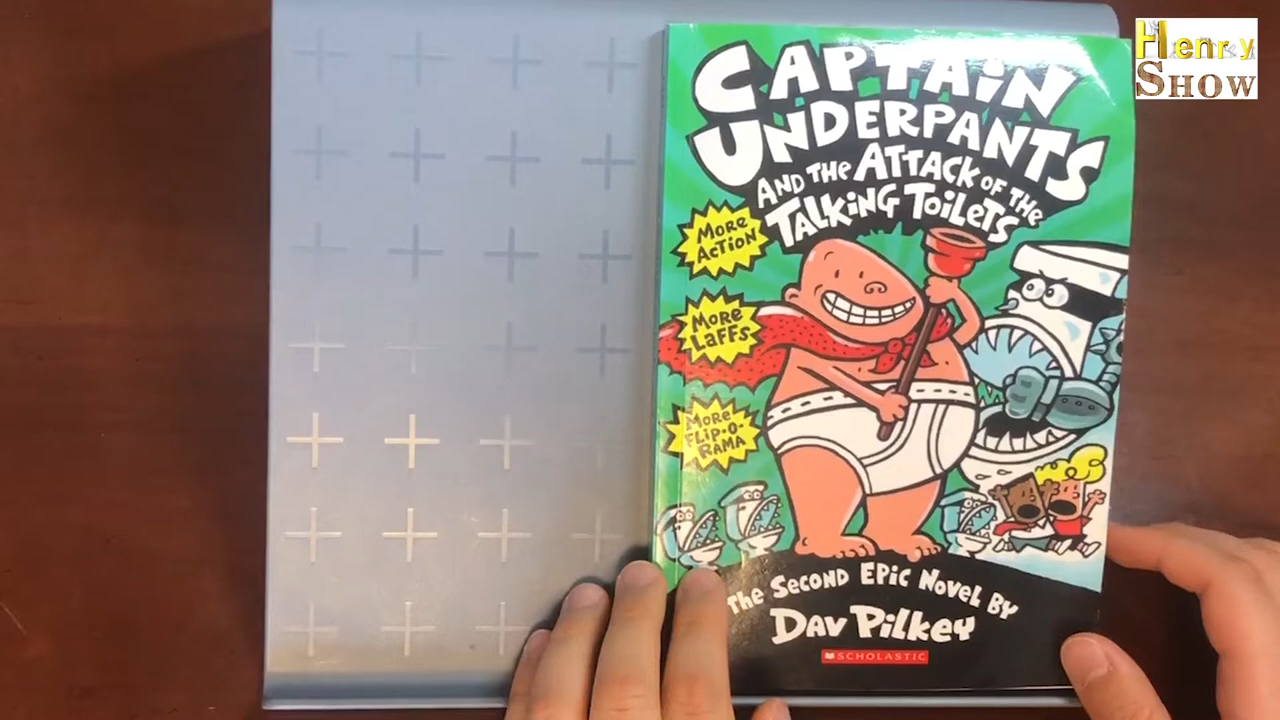 Henry
SHOW
CAPTAIN
UNDERPANTS
AND THE ATTACK OF THE
TALKING TOILETS
MORE
ACTION
MORE
LAFFS
MORE
FLIP-O-
RAMA
THE SECOND EPIC NOVEL BY
DAV PILKEY
SCHOLASTIC